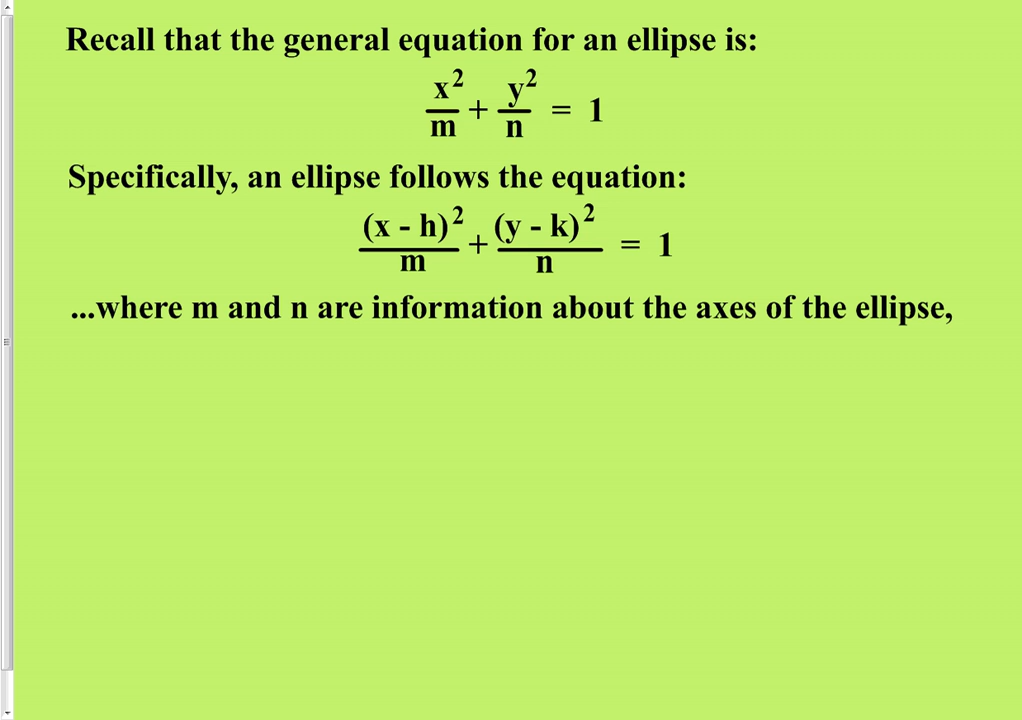 Recall that the general equation for an ellipse is:
x²/m + y²/n = 1
Specifically, an ellipse follows the equation:
(x - h)²/m + (y - k)²/n = 1
...where m and n are information about the axes of the ellipse,